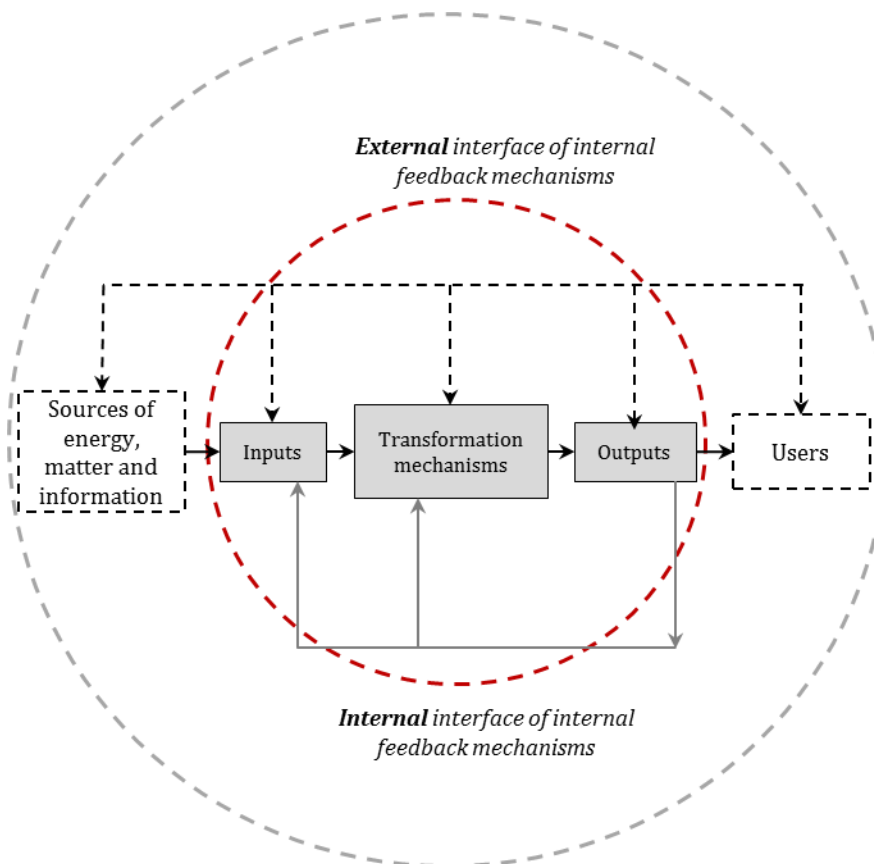 External interface of internal
feedback mechanisms
Sources of
energy,
matter and
information
Inputs
Transformation
mechanisms
Outputs
Users
Internal interface of internal
feedback mechanisms